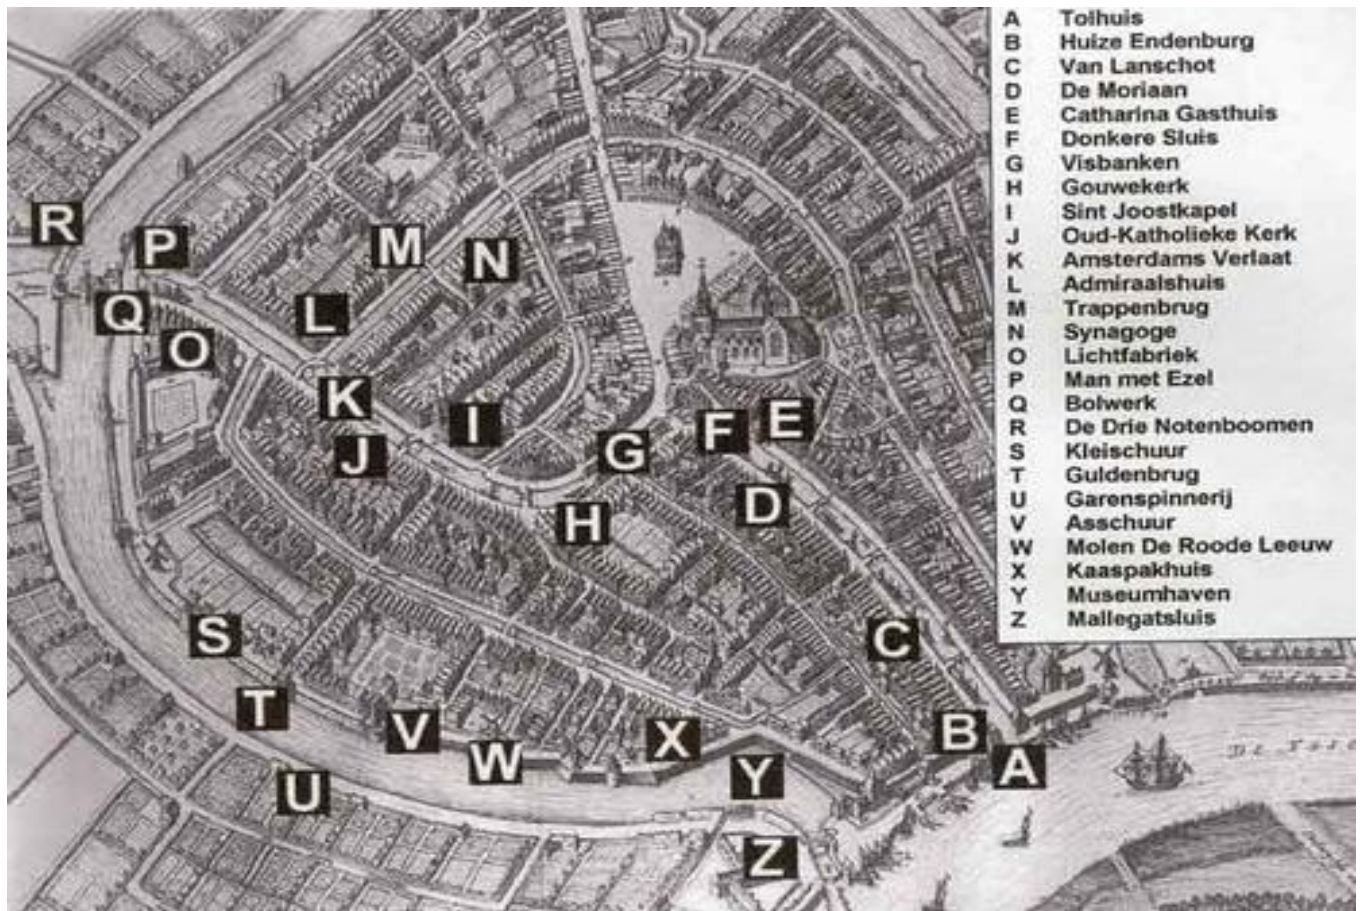 A Tolhuis
B Huize Endenburg
C Van Lanschot
D De Moriaan
E Catharina Gasthuis
F Donkere Sluis
G Visbanken
H Gouwekerk
I Sint Joostkapel
J Oud-Katholieke Kerk
K Amsterdams Verlaat
L Admiraalshuis
M Trappenbrug
N Synagoge
O Lichtfabriek
P Man met Ezel
Q Bolwerk
R De Drie Notenboomen
S Kleischuur
T Guldenbrug
U Garenspinnerij
V Asschuur
W Molen De Roode Leeuw
X Kaaspakhuis
Y Museumhaven
Z Mallegatsluis
R
P
M
N
Q
L
O
K
I
J
G
F
E
H
D
S
C
T
V
W
X
B
A
Y
U
Z